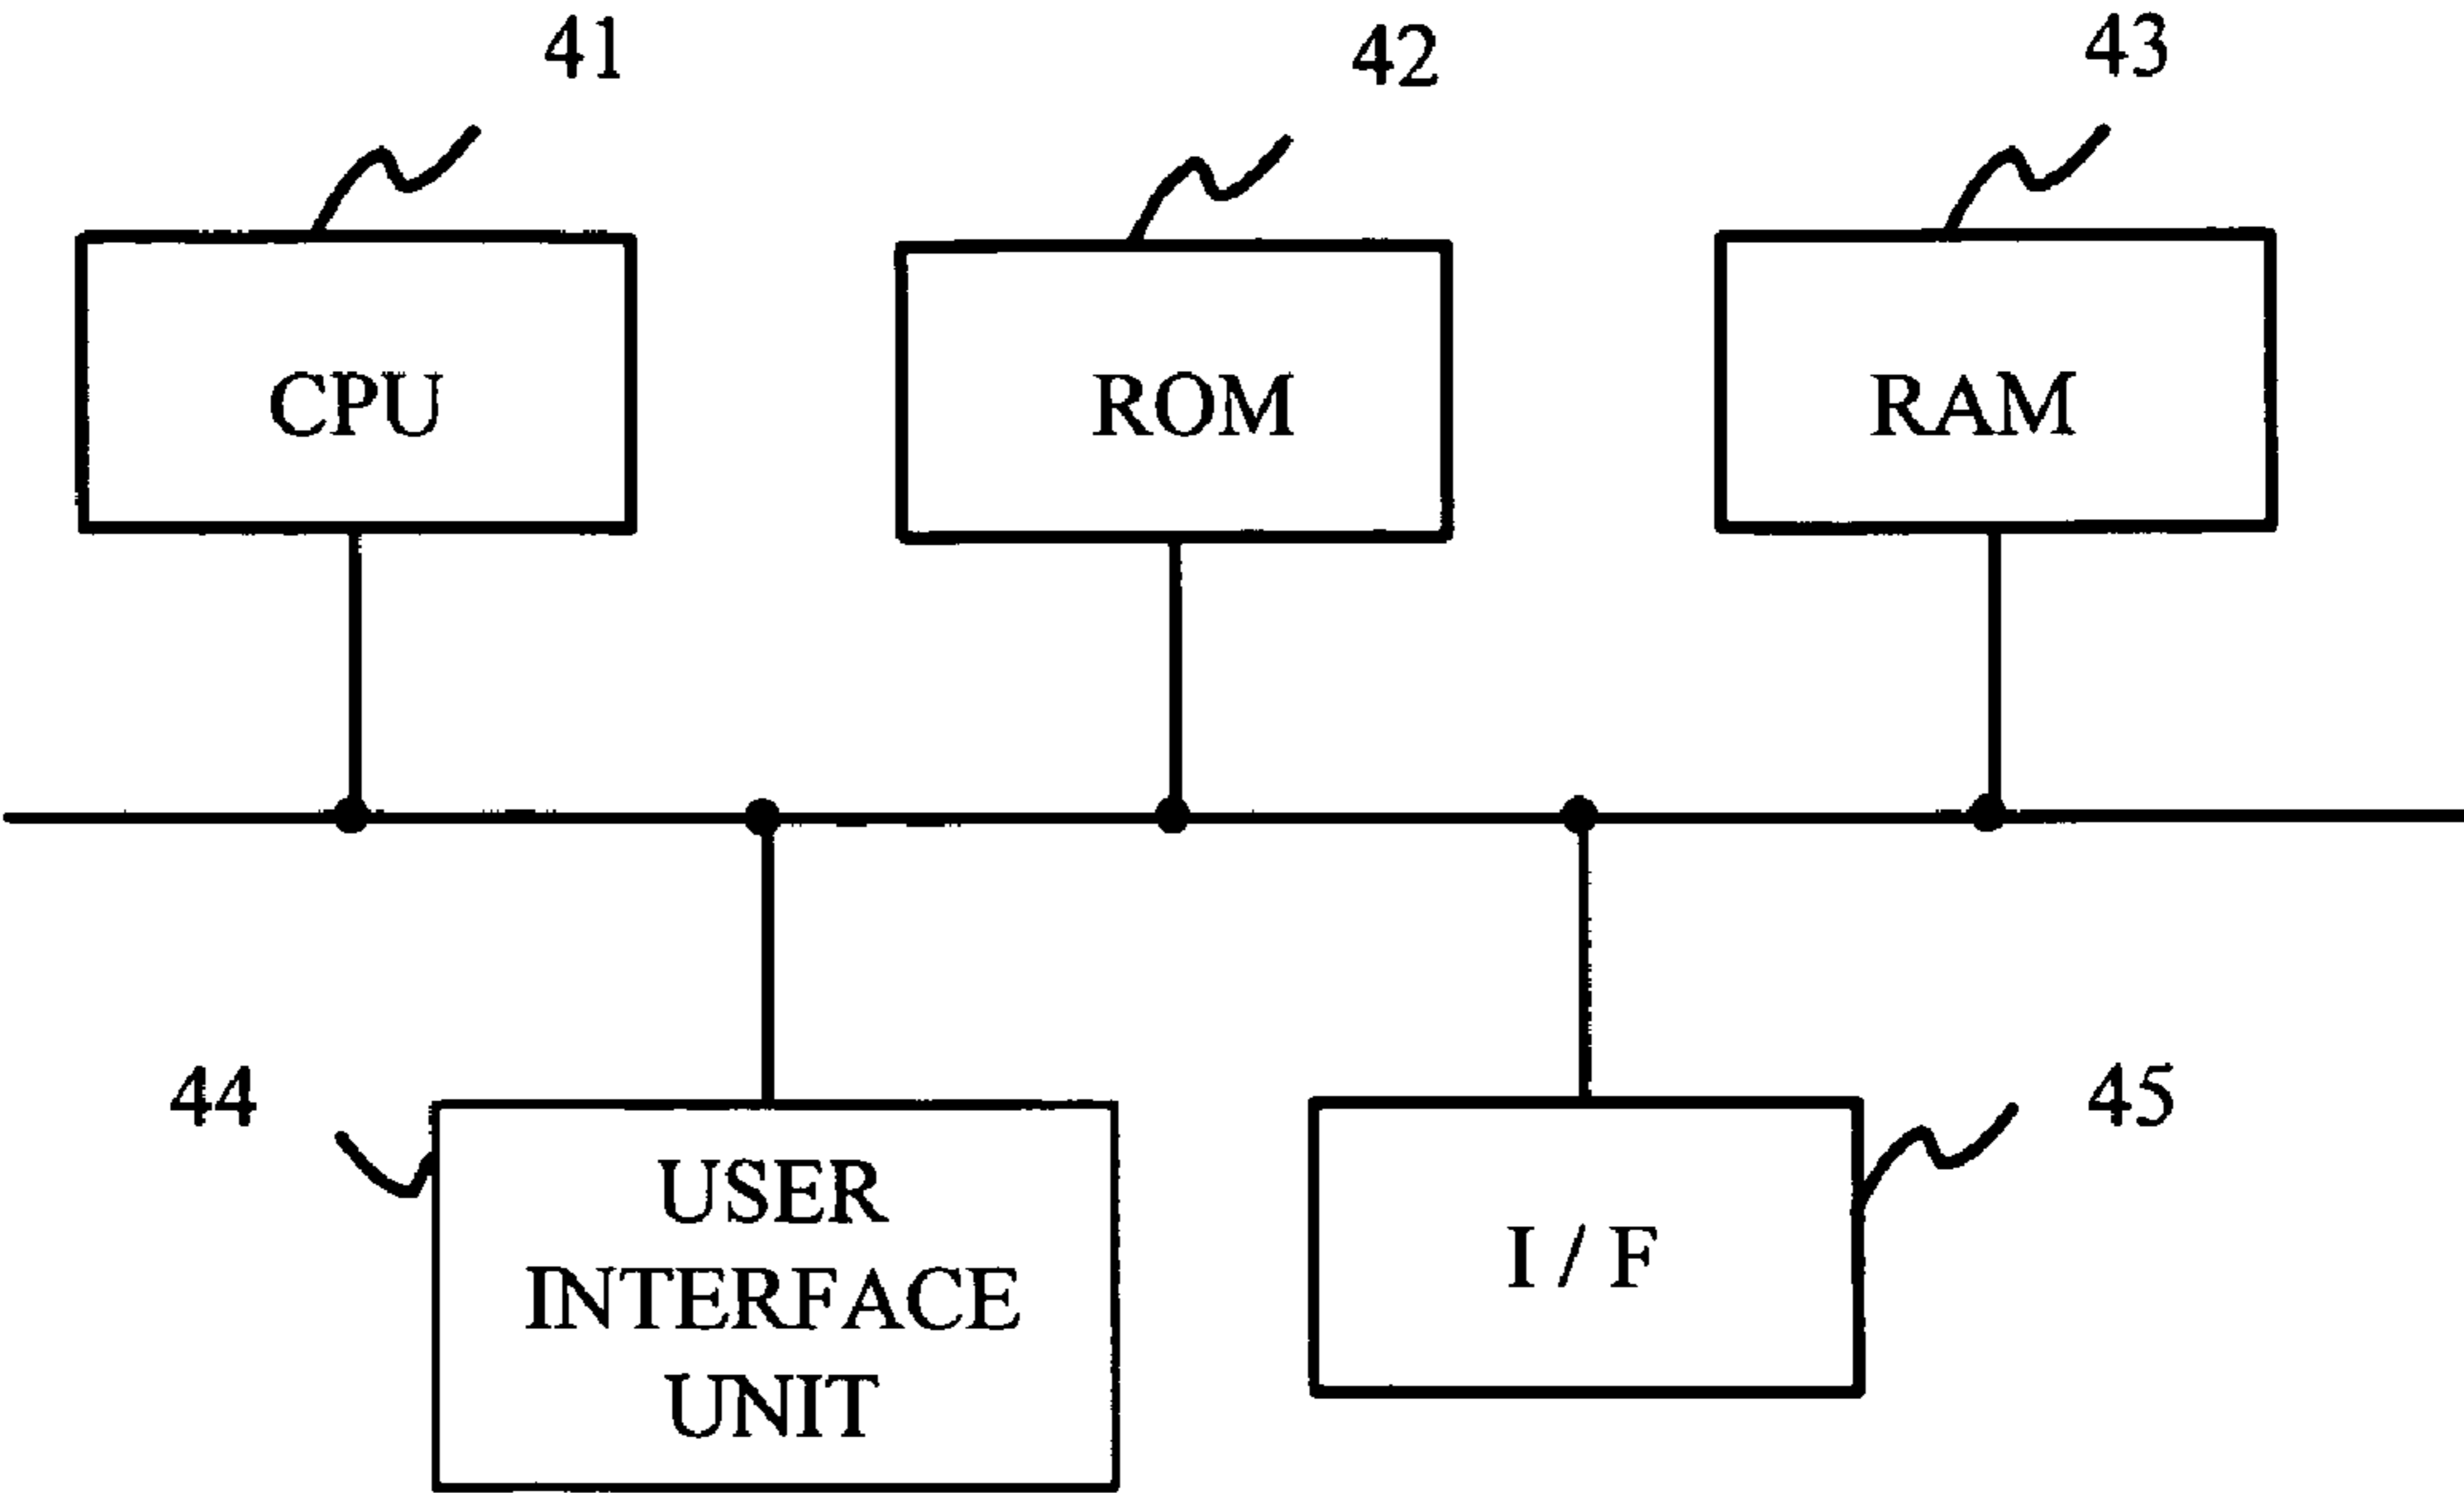 41
42
43
CPU
ROM
RAM
44
45
USER
INTERFACE
UNIT
I / F